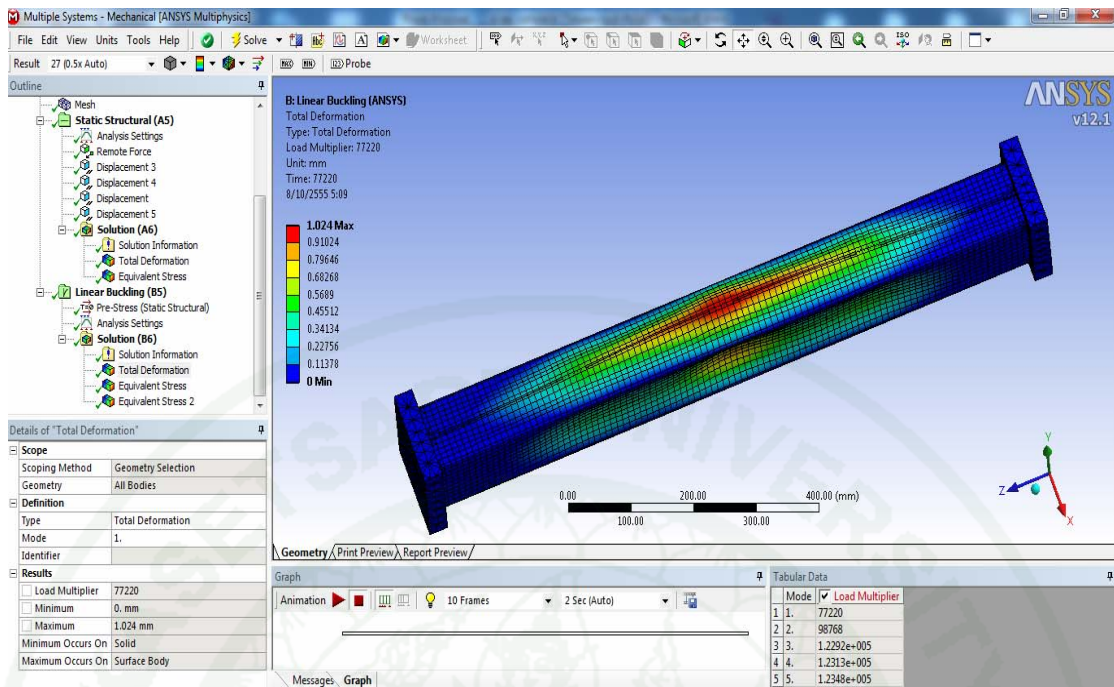 Multiple Systems - Mechanical [ANSYS Multiphysics]
File Edit View Units Tools Help Solve Worksheet
Result 27 (0.5x Auto) MAX MIN Probe
Outline
Mesh
Static Structural (A5)
Analysis Settings
Remote Force
Displacement 3
Displacement 4
Displacement
Displacement 5
Solution (A6)
Solution Information
Total Deformation
Equivalent Stress
Linear Buckling (B5)
Pre-Stress (Static Structural)
Analysis Settings
Solution (B6)
Solution Information
Total Deformation
Equivalent Stress
Equivalent Stress 2
Details of "Total Deformation"
Scope
Scoping Method Geometry Selection
Geometry All Bodies
Definition
Type Total Deformation
Mode 1.
Identifier
Results
Load Multiplier 77220
Minimum 0. mm
Maximum 1.024 mm
Minimum Occurs On Solid
Maximum Occurs On Surface Body
B: Linear Buckling (ANSYS)
Total Deformation
Type: Total Deformation
Load Multiplier: 77220
Unit: mm
Time: 77220
8/10/2555 5:09
1.024 Max
0.91024
0.79646
0.68268
0.5689
0.45512
0.34134
0.22756
0.11378
0 Min
ANSYS
v12.1
0.00 200.00 400.00 (mm)
100.00 300.00
Y
Z
X
Geometry Print Preview Report Preview
Graph
Animation 10 Frames 2 Sec (Auto)
Messages Graph
Tabular Data
Mode Load Multiplier
1 1. 77220
2 2. 98768
3 3. 1.2292e+005
4 4. 1.2313e+005
5 5. 1.2348e+005